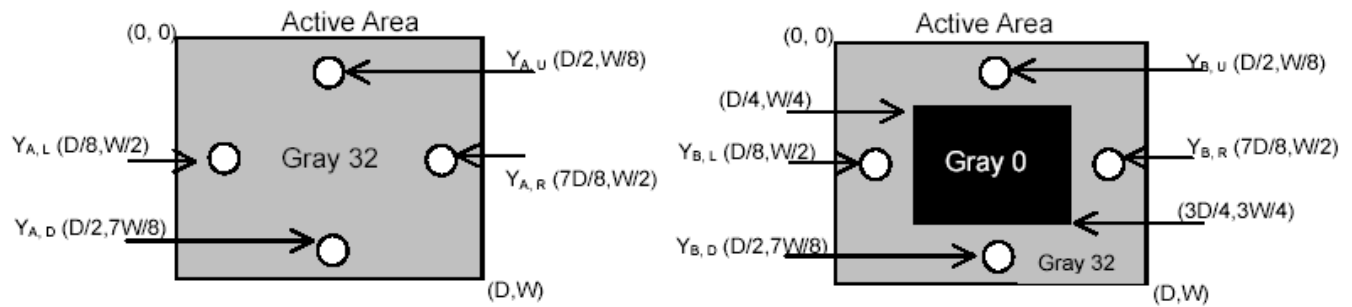 Active Area
(0, 0)
YA, U (D/2,W/8)
YA, L (D/8,W/2)
Gray 32
YA, R (7D/8,W/2)
YA, D (D/2,7W/8)
(D,W)
Active Area
(0, 0)
YB, U (D/2,W/8)
(D/4,W/4)
YB, L (D/8,W/2)
Gray 0
YB, R (7D/8,W/2)
(3D/4,3W/4)
YB, D (D/2,7W/8)
Gray 32
(D,W)